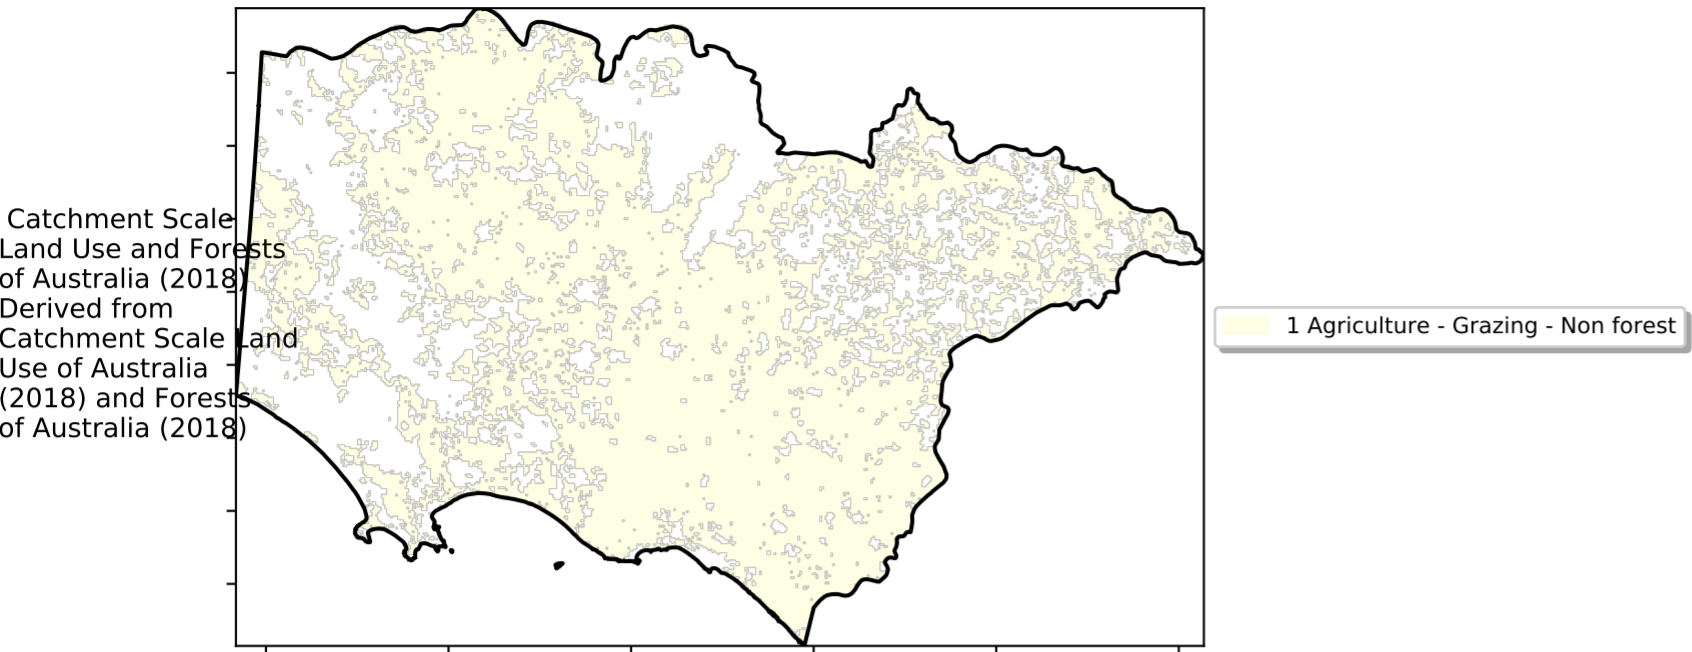 Catchment Scale
Land Use and Forests
of Australia (2018)
Derived from
Catchment Scale Land
Use of Australia
(2018) and Forests
of Australia (2018)
1 Agriculture - Grazing - Non forest